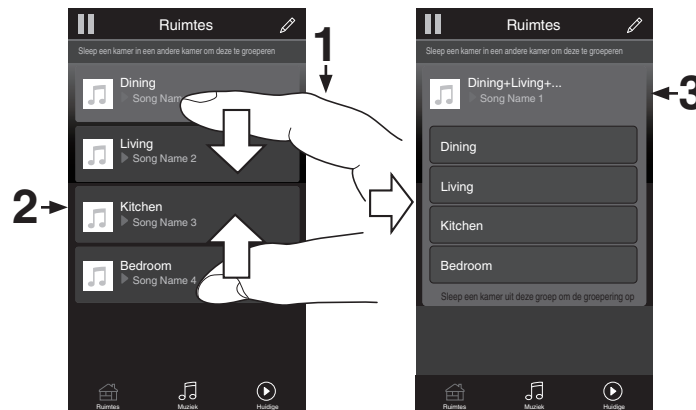 Ruimtes
Sleep een kamer in een andere kamer om deze te groeperen
1
Dining
Song Nam
Living
Song Name 2
2
Kitchen
Song Name 3
Bedroom
Song Name 4
Ruimtes
Muziek
Huidige
Ruimtes
Sleep een kamer in een andere kamer om deze te groeperen
Dining+Living+...
Song Name 1
3
Dining
Living
Kitchen
Bedroom
Sleep een kamer uit deze groep om de groepering op
Ruimtes
Muziek
Huidige